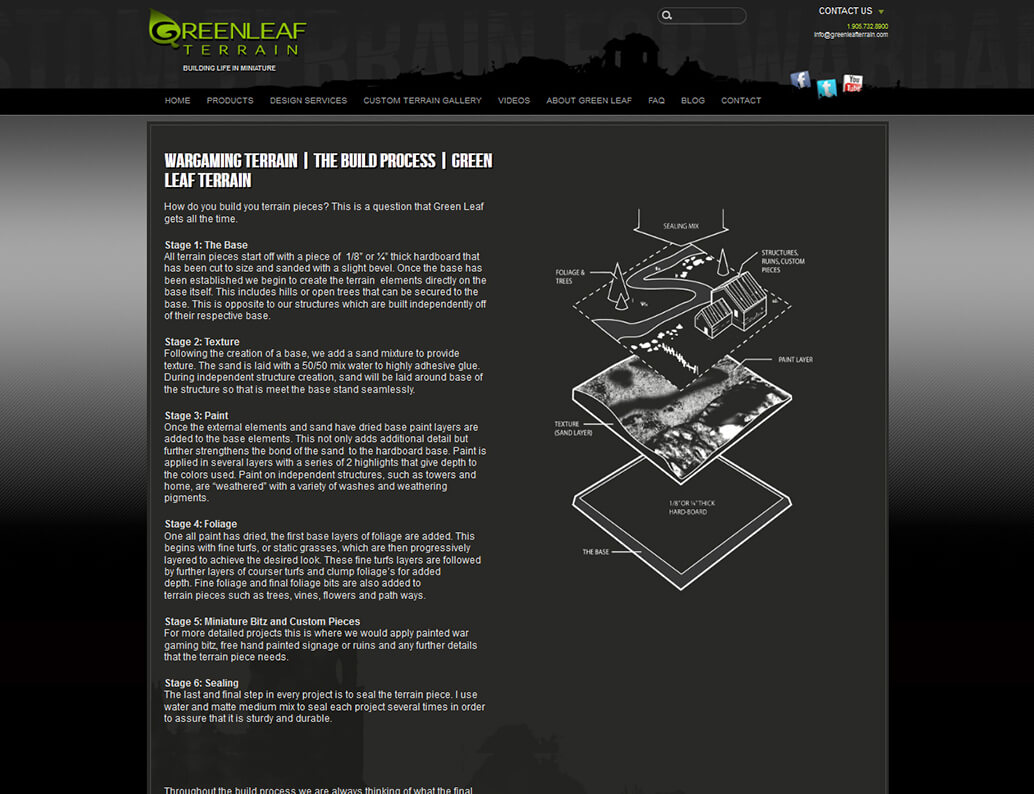 GREENLEAF
TERRAIN
BUILDING LIFE IN MINIATURE
CONTACT US
1.905.732.8900
info@greenleafterrain.com
You
Tube
HOME PRODUCTS DESIGN SERVICES CUSTOM TERRAIN GALLERY VIDEOS ABOUT GREEN LEAF FAQ BLOG CONTACT
WARGAMING TERRAIN | THE BUILD PROCESS | GREEN
LEAF TERRAIN
How do you build you terrain pieces? This is a question that Green Leaf
gets all the time.
Stage 1: The Base
All terrain pieces start off with a piece of 1/8” or ¼” thick hardboard that
has been cut to size and sanded with a slight bevel. Once the base has
been established we begin to create the terrain elements directly on the
base itself. This includes hills or open trees that can be secured to the
base. This is opposite to our structures which are built independently off
of their respective base.
Stage 2: Texture
Following the creation of a base, we add a sand mixture to provide
texture. The sand is laid with a 50/50 mix water to highly adhesive glue.
During independent structure creation, sand will be laid around base of
the structure so that is meet the base stand seamlessly.
Stage 3: Paint
Once the external elements and sand have dried base paint layers are
added to the base elements. This not only adds additional detail but
further strengthens the bond of the sand to the hardboard base. Paint is
applied in several layers with a series of 2 highlights that give depth to
the colors used. Paint on independent structures, such as towers and
home, are “weathered” with a variety of washes and weathering
pigments.
Stage 4: Foliage
One all paint has dried, the first base layers of foliage are added. This
begins with fine turfs, or static grasses, which are then progressively
layered to achieve the desired look. These fine turfs layers are followed
by further layers of courser turfs and clump foliage’s for added
depth. Fine foliage and final foliage bits are also added to
terrain pieces such as trees, vines, flowers and path ways.
Stage 5: Miniature Bitz and Custom Pieces
For more detailed projects this is where we would apply painted war
gaming bitz, free hand painted signage or ruins and any further details
that the terrain piece needs.
Stage 6: Sealing
The last and final step in every project is to seal the terrain piece. I use
water and matte medium mix to seal each project several times in order
to assure that it is sturdy and durable.
Throughout the build process we are always thinking of what the final
SEALING MIX
FOLIAGE &
TREES
STRUCTURES,
RUINS, CUSTOM
PIECES
PAINT LAYER
TEXTURE
(SAND LAYER)
1/8” OR ¼” THICK
HARD-BOARD
THE BASE